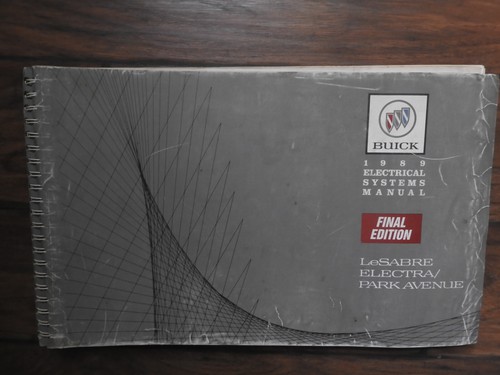 BUICK
1989
ELECTRICAL
SYSTEMS
MANUAL
FINAL
EDITION
LeSABRE
ELECTRA/
PARK AVENUE